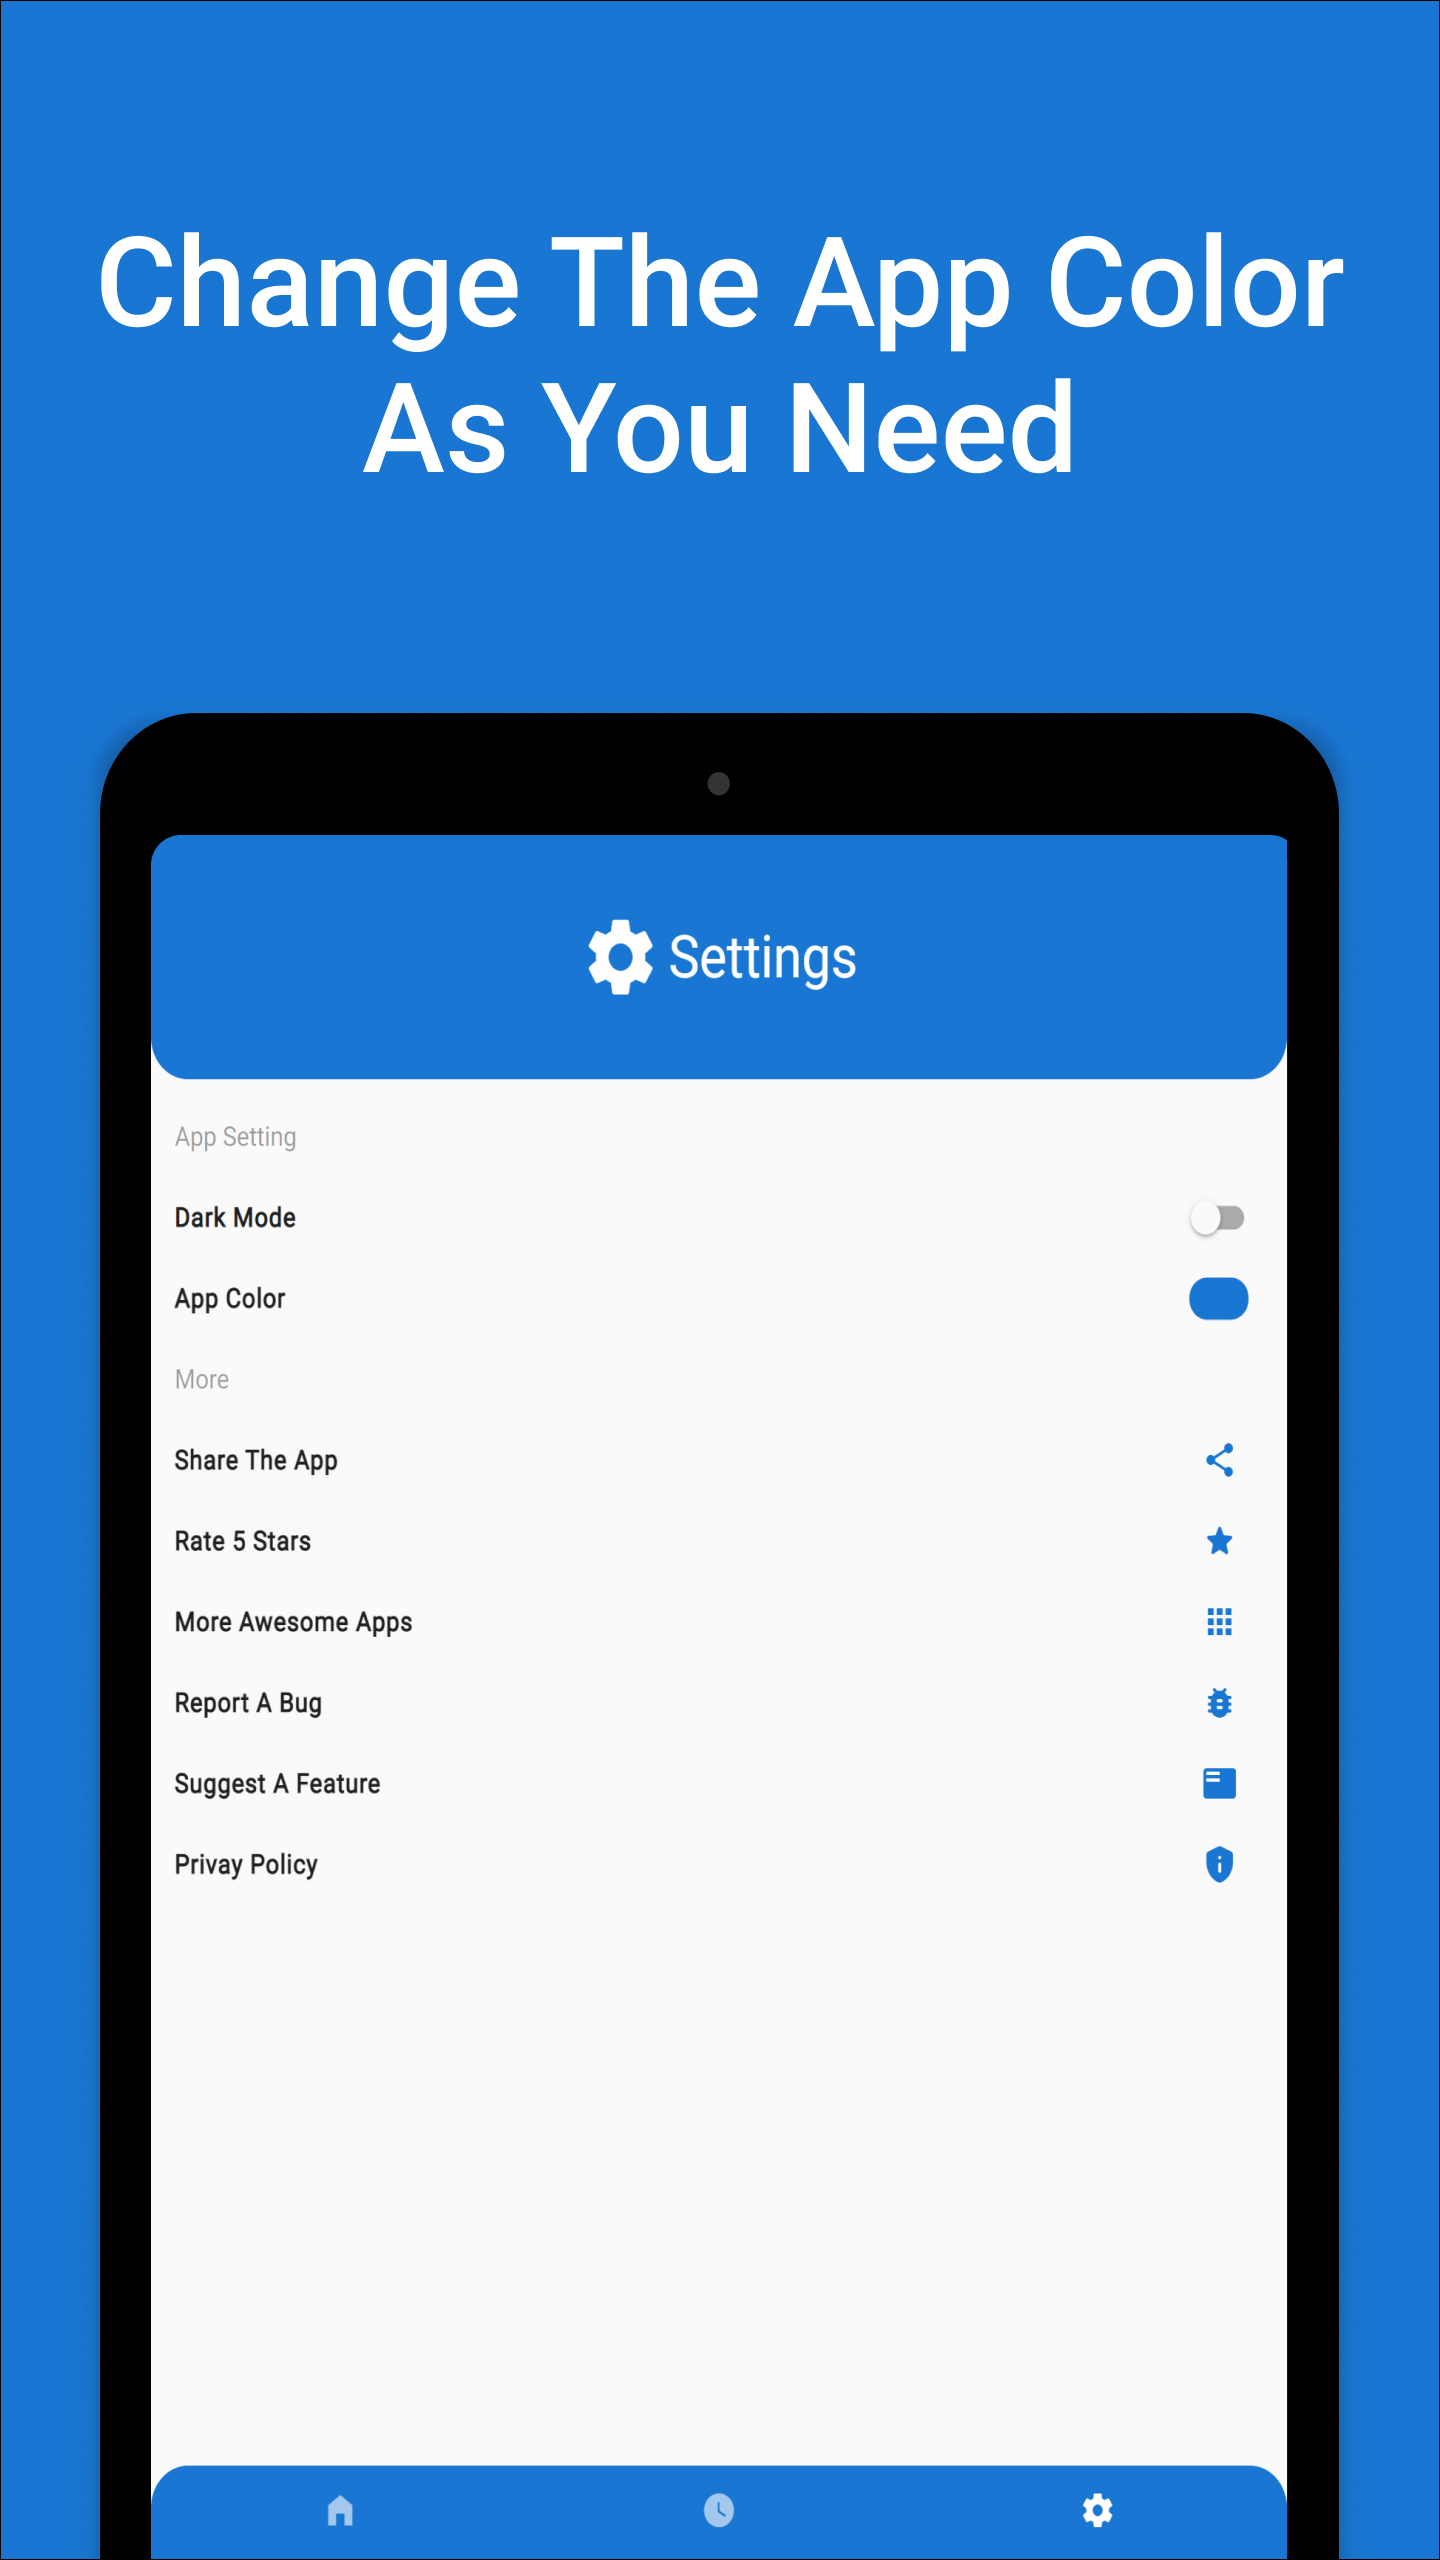 Change The App Color
As You Need
Settings
App Setting
Dark Mode
App Color
More
Share The App
Rate 5 Stars
More Awesome Apps
Report A Bug
Suggest A Feature
Privay Policy